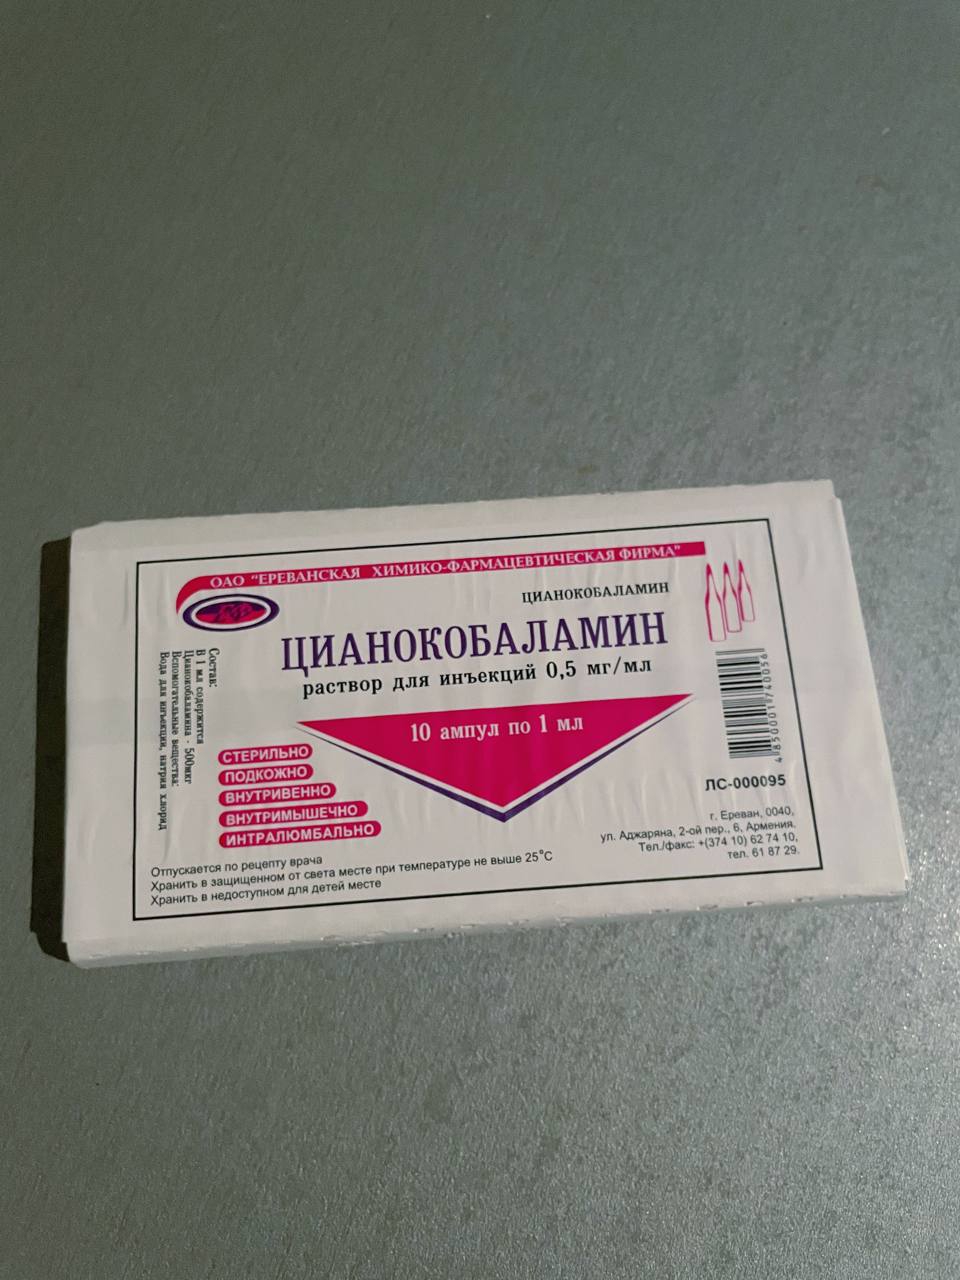 ОАО "ЕРЕВАНСКАЯ ХИМИКО-ФАРМАЦЕВТИЧЕСКАЯ ФИРМА"
ЦИАНОКОБАЛАМИН
ЦИАНОКОБАЛАМИН
раствор для инъекций 0,5 мг/мл
10 ампул по 1 мл
Состав:
В 1 мл содержится
Цианокобаламина - 500мкг
Вспомогательные вещества:
Вода для инъекции, натрия хлорид
СТЕРИЛЬНО
ПОДКОЖНО
ВНУТРИВЕННО
ВНУТРИМЫШЕЧНО
ИНТРАЛЮМБАЛЬНО
4850001740056
ЛС-000095
г. Ереван, 0040,
ул. Аджаряна, 2-ой пер., 6, Армения.
Тел./факс: +(374 10) 62 74 10,
тел. 61 87 29.
Отпускается по рецепту врача
Хранить в защищенном от света месте при температуре не выше 25°С
Хранить в недоступном для детей месте